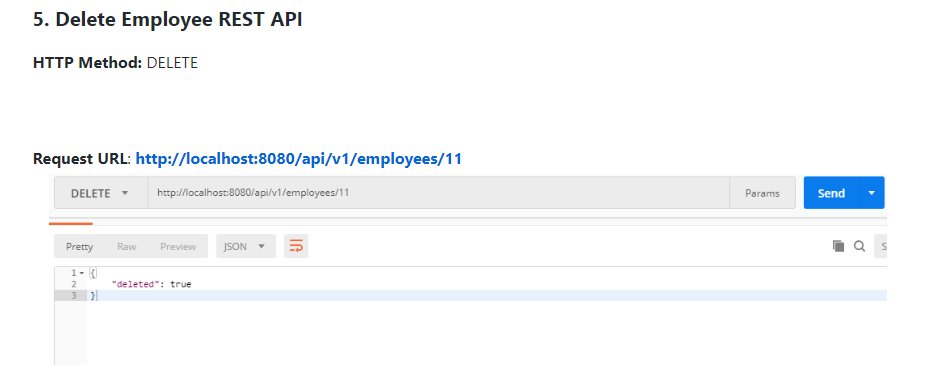 5. Delete Employee REST API
HTTP Method: DELETE
Request URL: http://localhost:8080/api/v1/employees/11
DELETE http://localhost:8080/api/v1/employees/11 Params Send
Pretty Raw Preview JSON S
1 {
2 "deleted": true
3 }